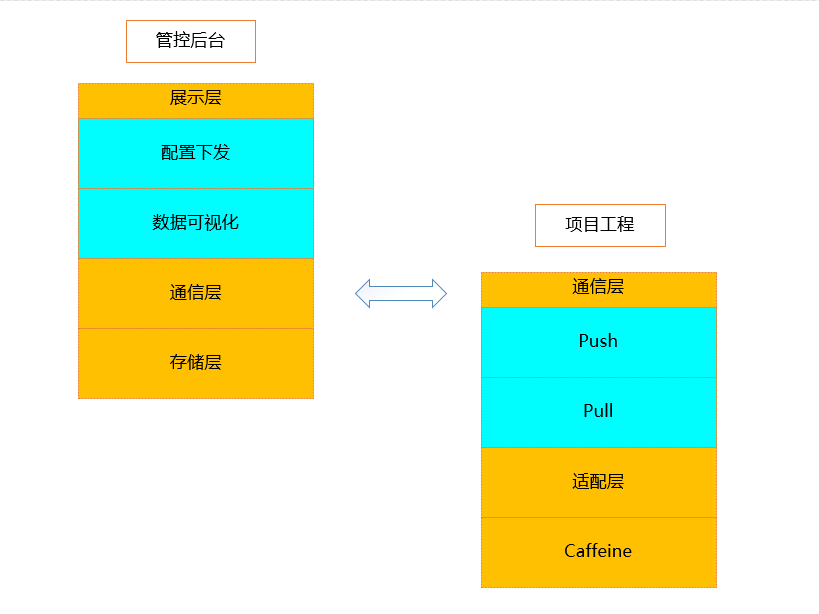 管控后台
展示层
配置下发
数据可视化
通信层
存储层
项目工程
通信层
Push
Pull
适配层
Caffeine